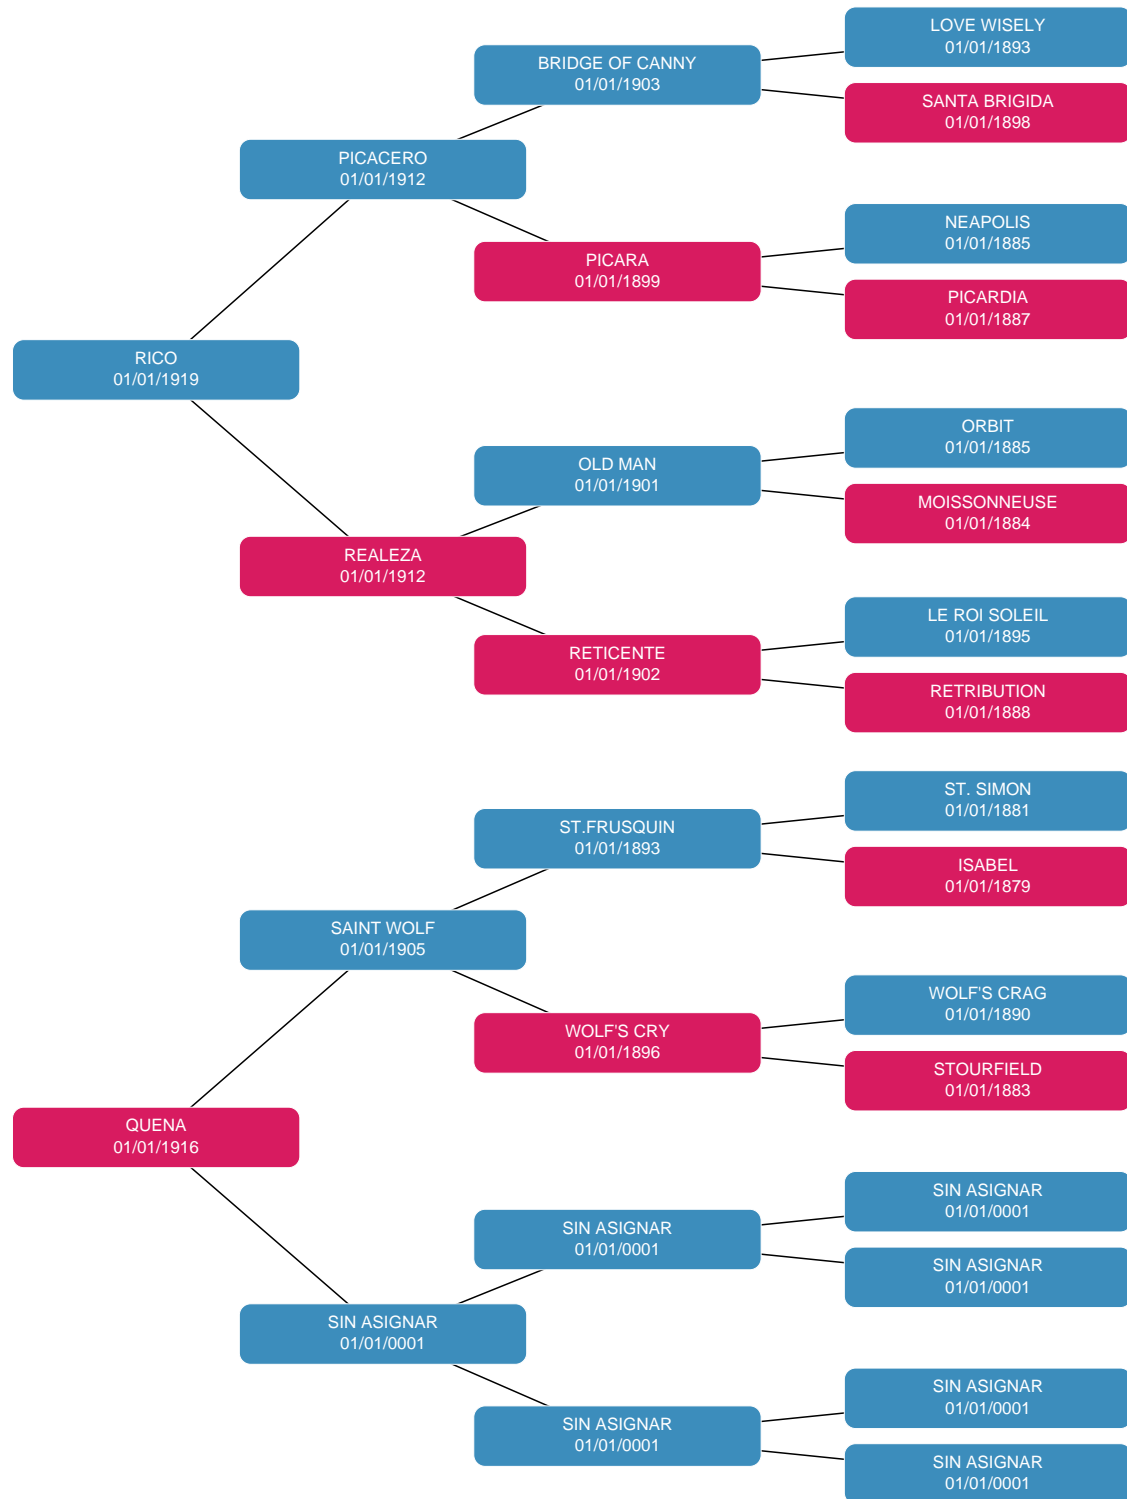 LOVE WISELY
01/01/1893
BRIDGE OF CANNY
01/01/1903
SANTA BRIGIDA
01/01/1898
PICACERO
01/01/1912
NEAPOLIS
01/01/1885
PICARA
01/01/1899
PICARDIA
01/01/1887
RICO
01/01/1919
ORBIT
01/01/1885
OLD MAN
01/01/1901
MOISSONNEUSE
01/01/1884
REALEZA
01/01/1912
LE ROI SOLEIL
01/01/1895
RETICENTE
01/01/1902
RETRIBUTION
01/01/1888
ST. SIMON
01/01/1881
ST.FRUSQUIN
01/01/1893
ISABEL
01/01/1879
SAINT WOLF
01/01/1905
WOLF'S CRAG
01/01/1890
WOLF'S CRY
01/01/1896
STOURFIELD
01/01/1883
QUENA
01/01/1916
SIN ASIGNAR
01/01/0001
SIN ASIGNAR
01/01/0001
SIN ASIGNAR
01/01/0001
SIN ASIGNAR
01/01/0001
SIN ASIGNAR
01/01/0001
SIN ASIGNAR
01/01/0001
SIN ASIGNAR
01/01/0001